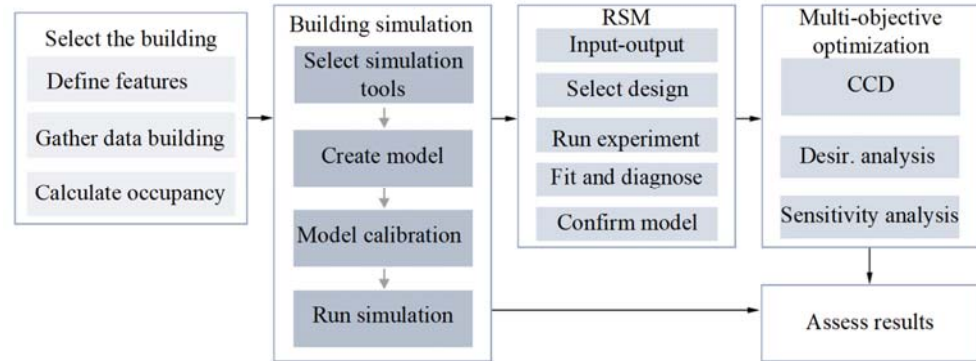 Select the building
Define features
Gather data building
Calculate occupancy
Building simulation
Select simulation
tools
Create model
Model calibration
Run simulation
RSM
Input-output
Select design
Run experiment
Fit and diagnose
Confirm model
Multi-objective
optimization
CCD
Desir. analysis
Sensitivity analysis
Assess results